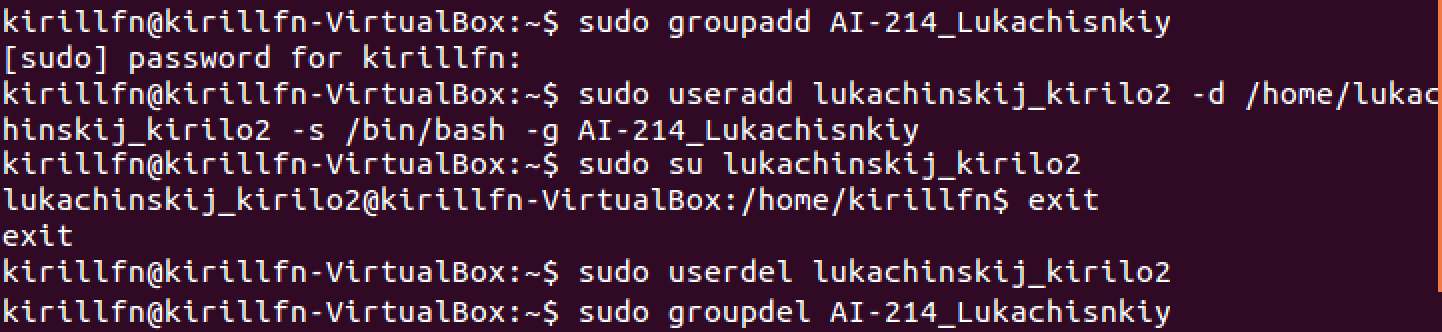 kirillfn@kirillfn-VirtualBox:~$ sudo groupadd AI-214_Lukachisnkiy
[sudo] password for kirillfn:
kirillfn@kirillfn-VirtualBox:~$ sudo useradd lukachinskij_kirilo2 -d /home/lukac
hinskij_kirilo2 -s /bin/bash -g AI-214_Lukachisnkiy
kirillfn@kirillfn-VirtualBox:~$ sudo su lukachinskij_kirilo2
lukachinskij_kirilo2@kirillfn-VirtualBox:/home/kirillfn$ exit
exit
kirillfn@kirillfn-VirtualBox:~$ sudo userdel lukachinskij_kirilo2
kirillfn@kirillfn-VirtualBox:~$ sudo groupdel AI-214_Lukachisnkiy